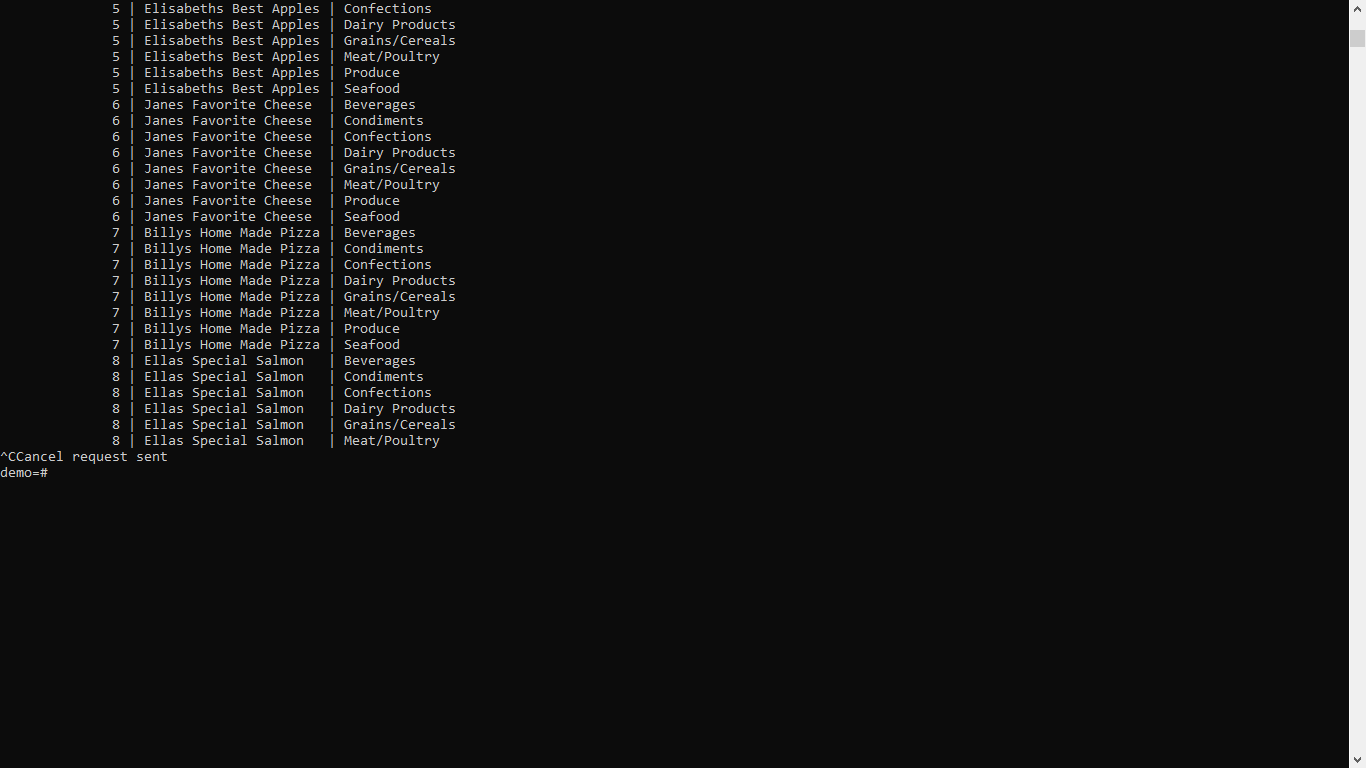 5 | Elisabeths Best Apples | Confections
5 | Elisabeths Best Apples | Dairy Products
5 | Elisabeths Best Apples | Grains/Cereals
5 | Elisabeths Best Apples | Meat/Poultry
5 | Elisabeths Best Apples | Produce
5 | Elisabeths Best Apples | Seafood
6 | Janes Favorite Cheese  | Beverages
6 | Janes Favorite Cheese  | Condiments
6 | Janes Favorite Cheese  | Confections
6 | Janes Favorite Cheese  | Dairy Products
6 | Janes Favorite Cheese  | Grains/Cereals
6 | Janes Favorite Cheese  | Meat/Poultry
6 | Janes Favorite Cheese  | Produce
6 | Janes Favorite Cheese  | Seafood
7 | Billys Home Made Pizza | Beverages
7 | Billys Home Made Pizza | Condiments
7 | Billys Home Made Pizza | Confections
7 | Billys Home Made Pizza | Dairy Products
7 | Billys Home Made Pizza | Grains/Cereals
7 | Billys Home Made Pizza | Meat/Poultry
7 | Billys Home Made Pizza | Produce
7 | Billys Home Made Pizza | Seafood
8 | Ellas Special Salmon   | Beverages
8 | Ellas Special Salmon   | Condiments
8 | Ellas Special Salmon   | Confections
8 | Ellas Special Salmon   | Dairy Products
8 | Ellas Special Salmon   | Grains/Cereals
8 | Ellas Special Salmon   | Meat/Poultry
^CCancel request sent
demo=#